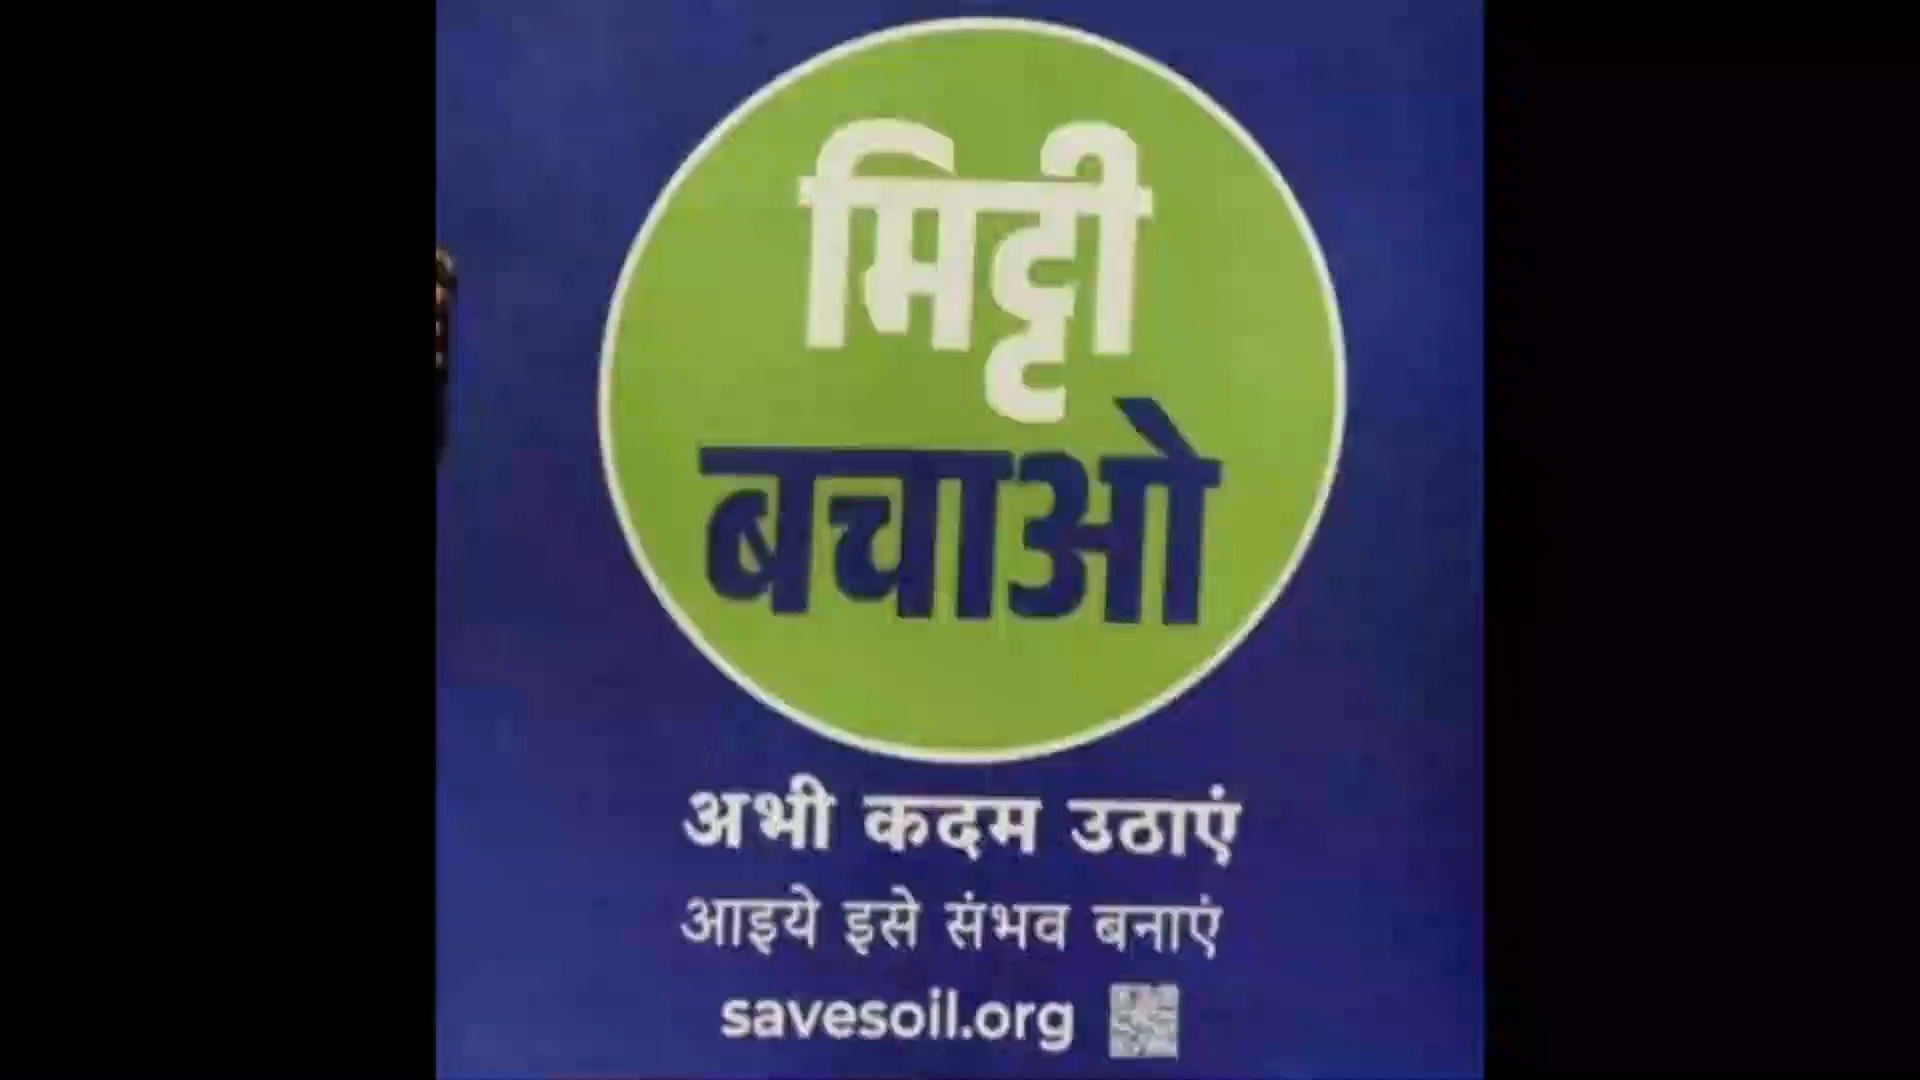 मिट्टी
बचाओ
अभी कदम उठाएं
आइये इसे संभव बनाएं
savesoil.org